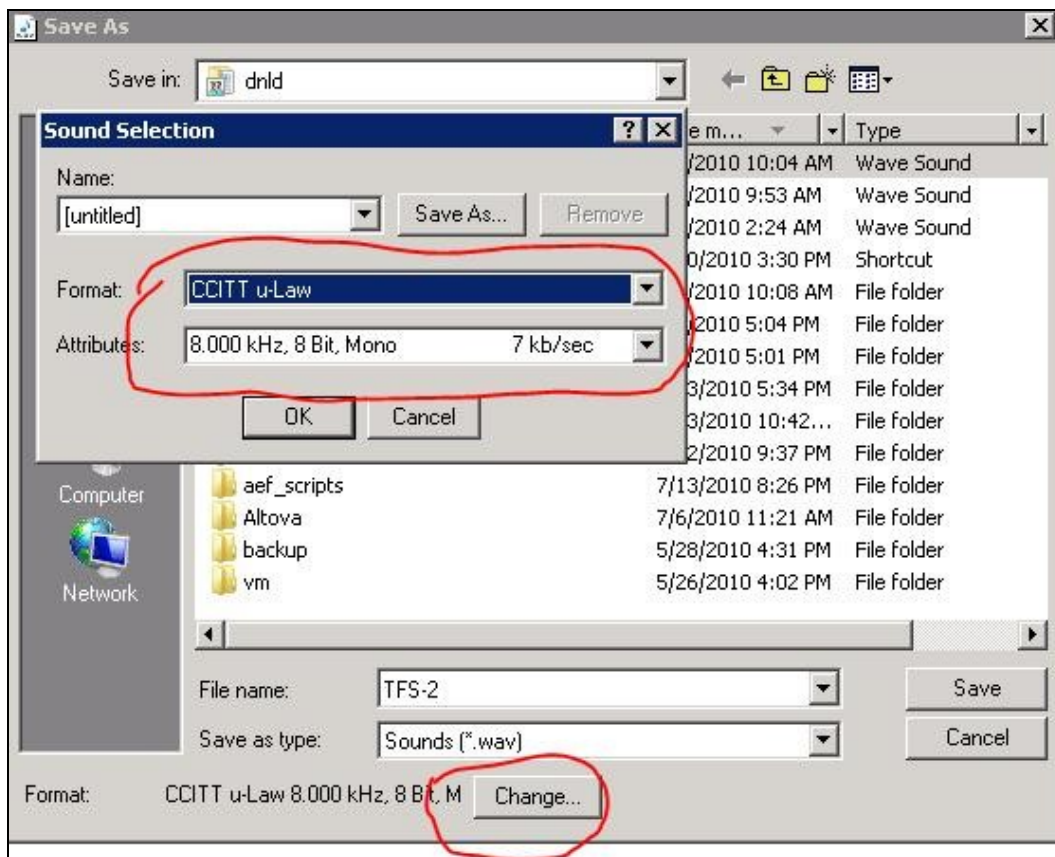 Save As
Save in: dnld
Sound Selection
e m... Type
/2010 10:04 AM Wave Sound
Name:
/2010 9:53 AM Wave Sound
[untitled] Save As... Remove
/2010 2:24 AM Wave Sound
0/2010 3:30 PM Shortcut
Format: CCITT u-Law
/2010 10:08 AM File folder
/2010 5:04 PM File folder
Attributes: 8.000 kHz, 8 Bit, Mono 7 kb/sec
/2010 5:01 PM File folder
3/2010 5:34 PM File folder
OK Cancel
3/2010 10:42... File folder
2/2010 9:37 PM File folder
Computer
aef_scripts 7/13/2010 8:26 PM File folder
Altova 7/6/2010 11:21 AM File folder
backup 5/28/2010 4:31 PM File folder
Network
vm 5/26/2010 4:02 PM File folder
File name: TFS-2 Save
Save as type: Sounds (*.wav) Cancel
Format: CCITT u-Law 8.000 kHz, 8 Bit, M Change...